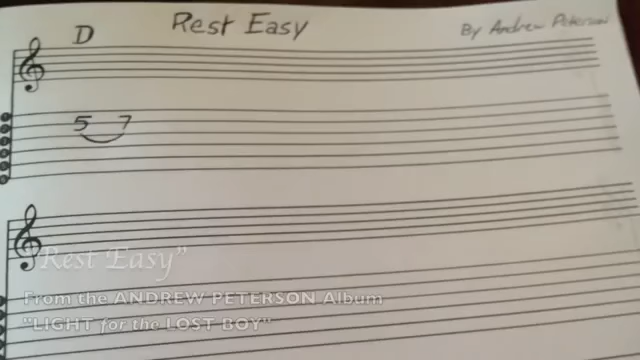 Rest Easy
By Andrew Peterson
D
5 7
"Rest Easy"
From the ANDREW PETERSON Album
"LIGHT for the LOST BOY"